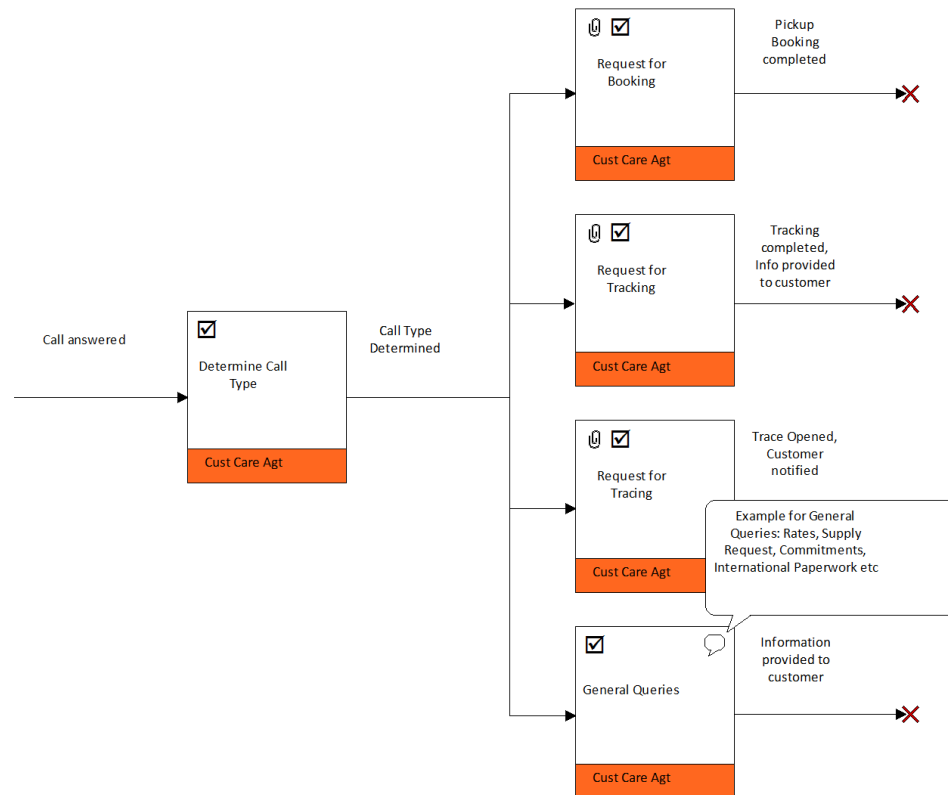 Pickup
Booking
completed
Request for
Booking
Cust Care Agt
Tracking
completed,
Info provided
to customer
Request for
Tracking
Cust Care Agt
Call answered
Determine Call
Type
Cust Care Agt
Call Type
Determined
Trace Opened,
Customer
notified
Request for
Tracing
Cust Care Agt
Example for General
Queries: Rates, Supply
Request, Commitments,
International Paperwork etc
Information
provided to
customer
General Queries
Cust Care Agt